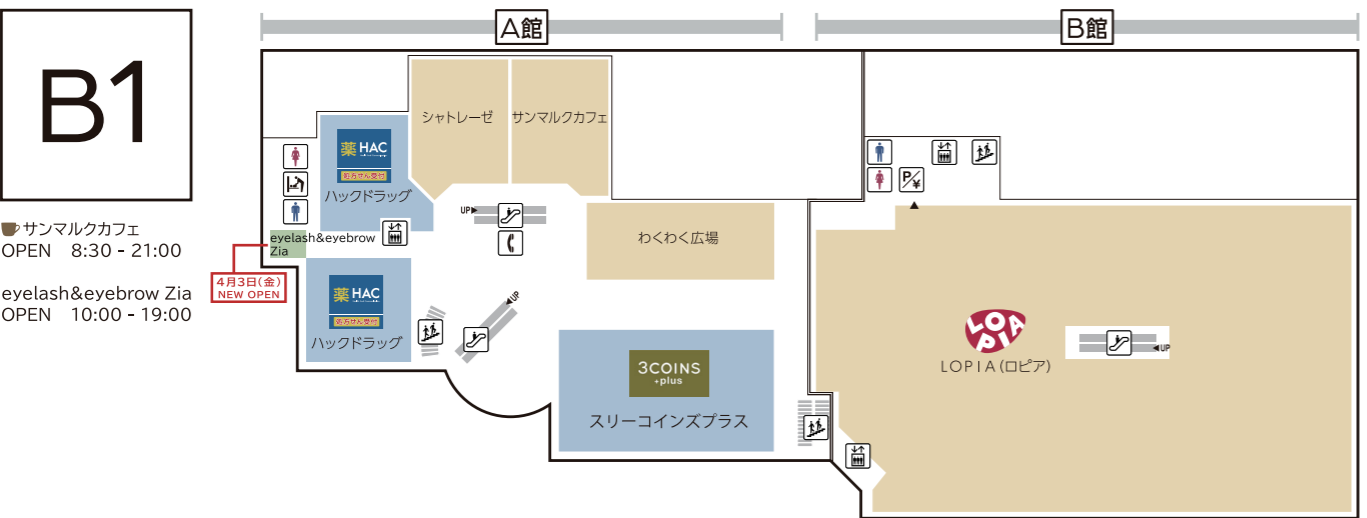 B1
A館
B館
サンマルクカフェ
OPEN 8:30 - 21:00
eyelash&eyebrow Zia
OPEN 10:00 - 19:00
シャトレーゼ
サンマルクカフェ
薬 HAC
処方せん受付
ハックドラッグ
eyelash&eyebrow
Zia
4月3日(金)
NEW OPEN
薬 HAC
処方せん受付
ハックドラッグ
UP▶
◀UP
わくわく広場
3COINS
+plus
スリーコインズプラス
P/¥
▲
LOPIA
LOPIA(ロピア)
◀UP